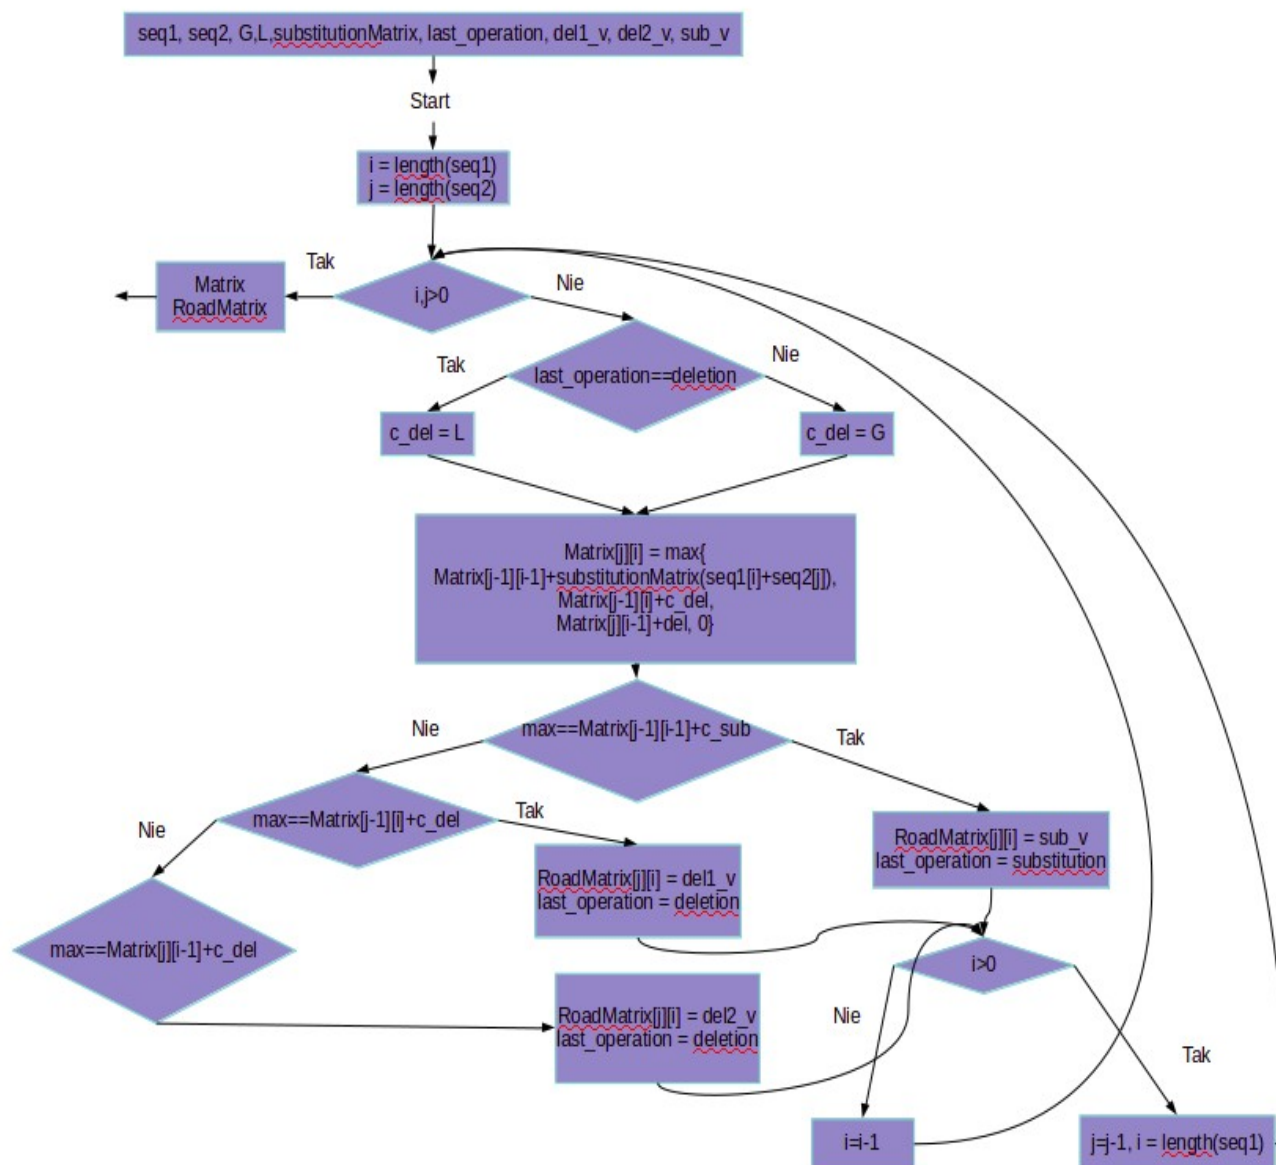 seq1, seq2, G,L,substitutionMatrix, last_operation, del1_v, del2_v, sub_v
Start
i = length(seq1)
j = length(seq2)
Tak
Matrix
RoadMatrix
i,j>0
Nie
Tak
last_operation==deletion
Nie
c_del = L
c_del = G
Matrix[j][i] = max{
Matrix[j-1][i-1]+substitutionMatrix(seq1[i]+seq2[j]),
Matrix[j-1][i]+c_del,
Matrix[j][i-1]+del, 0}
Nie
max==Matrix[j-1][i-1]+c_sub
Tak
Nie
max==Matrix[j-1][i]+c_del
Tak
RoadMatrix[j][i] = sub_v
last_operation = substitution
RoadMatrix[j][i] = del1_v
last_operation = deletion
max==Matrix[j][i-1]+c_del
i>0
RoadMatrix[j][i] = del2_v
last_operation = deletion
Nie
Tak
i=i-1
j=j-1, i = length(seq1)